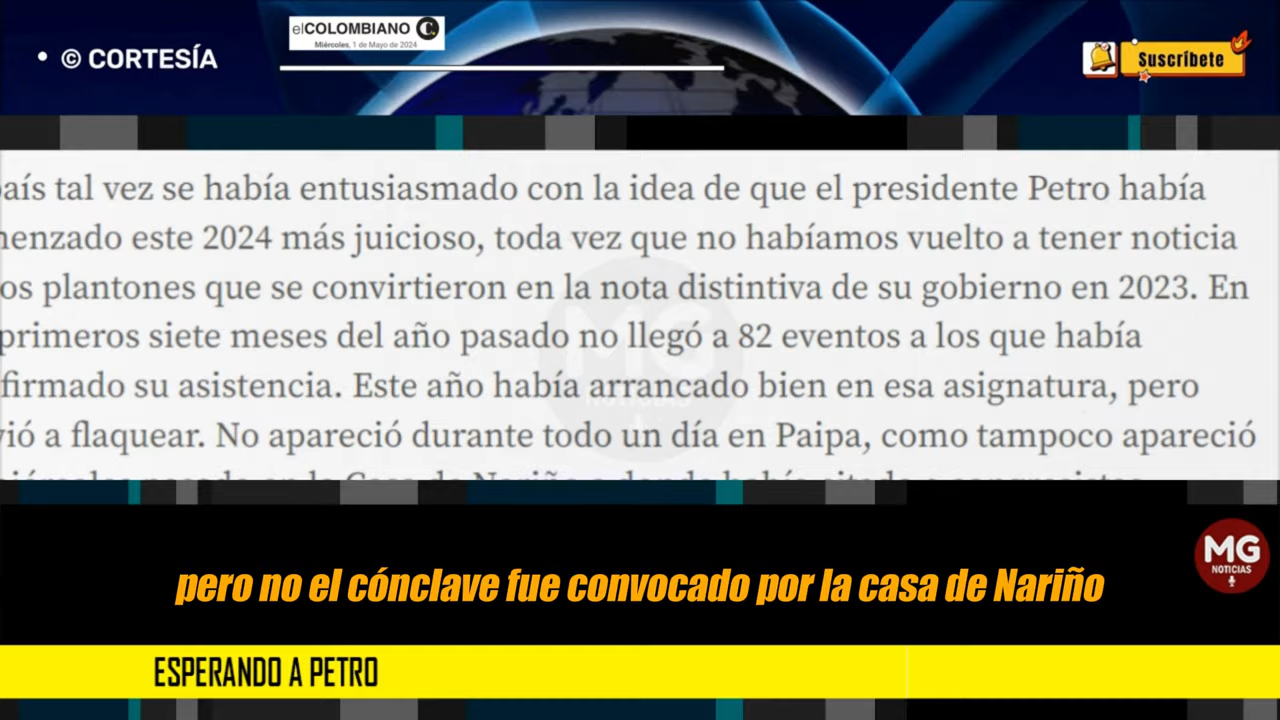 © CORTESÍA
elCOLOMBIANO C.
Miércoles, 1 de Mayo de 2024
Suscríbete
tal vez se había entusiasmado con la idea de que el presidente Petro había
este 2024 más juicioso, toda vez que no habíamos vuelto a tener noticia
plantones que se convirtieron en la nota distintiva de su gobierno en 2023. En
primeros siete meses del año pasado no llegó a 82 eventos a los que había
firmado su asistencia. Este año había arrancado bien en esa asignatura, pero
a flaquear. No apareció durante todo un día en Paipa, como tampoco apareció
MG
NOTICIAS
pero no el cónclave fue convocado por la casa de Nariño
ESPERANDO A PETRO